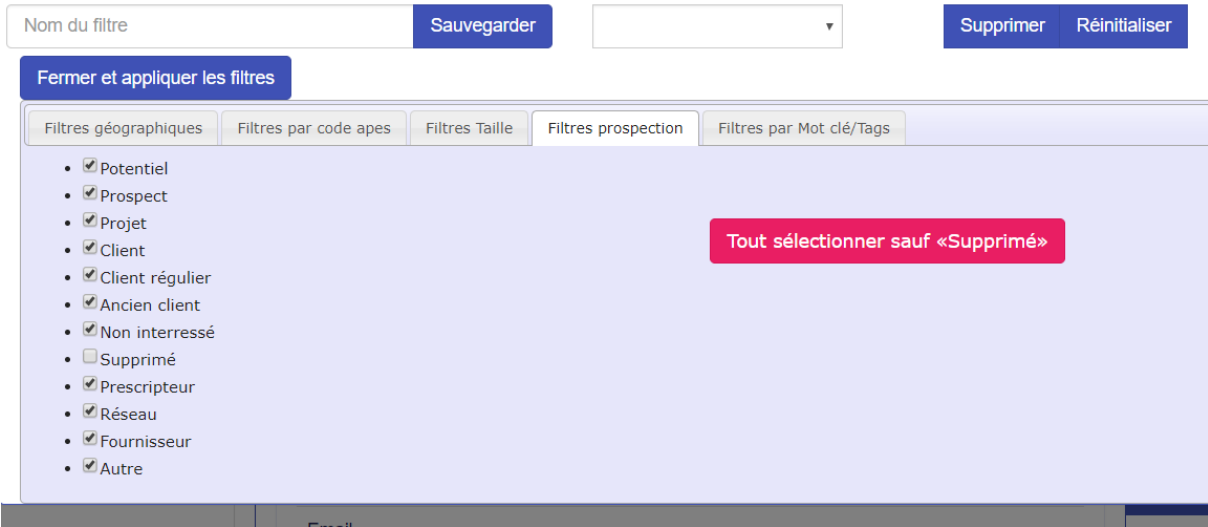 Nom du filtre
Sauvegarder
Supprimer
Réinitialiser
Fermer et appliquer les filtres
Filtres géographiques
Filtres par code apes
Filtres Taille
Filtres prospection
Filtres par Mot clé/Tags
Potentiel
Prospect
Projet
Client
Client régulier
Ancien client
Non interressé
Supprimé
Prescripteur
Réseau
Fournisseur
Autre
Tout sélectionner sauf «Supprimé»